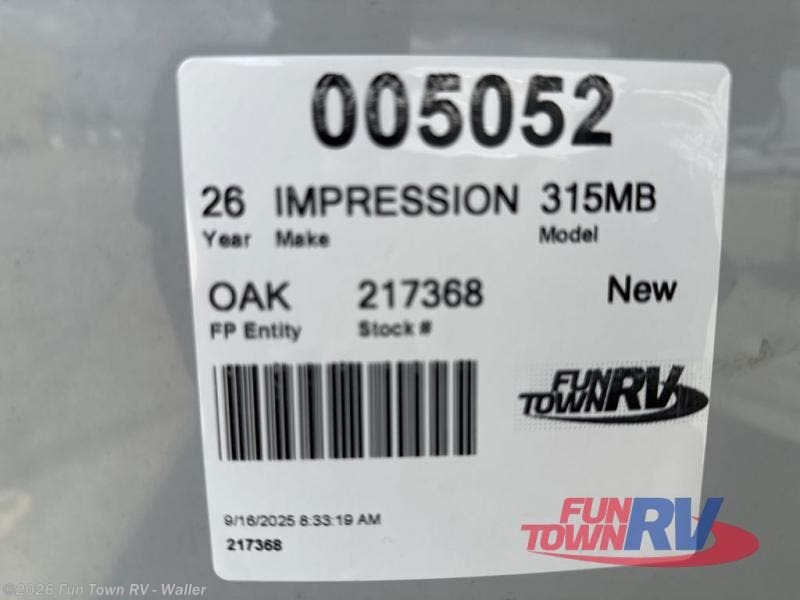 005052
26 IMPRESSION 315MB
Year Make Model
OAK 217368 New
FP Entity Stock #
FUN TOWN RV
9/16/2025 8:33:19 AM
217368
FUN TOWN RV
©2026 Fun Town RV - Waller